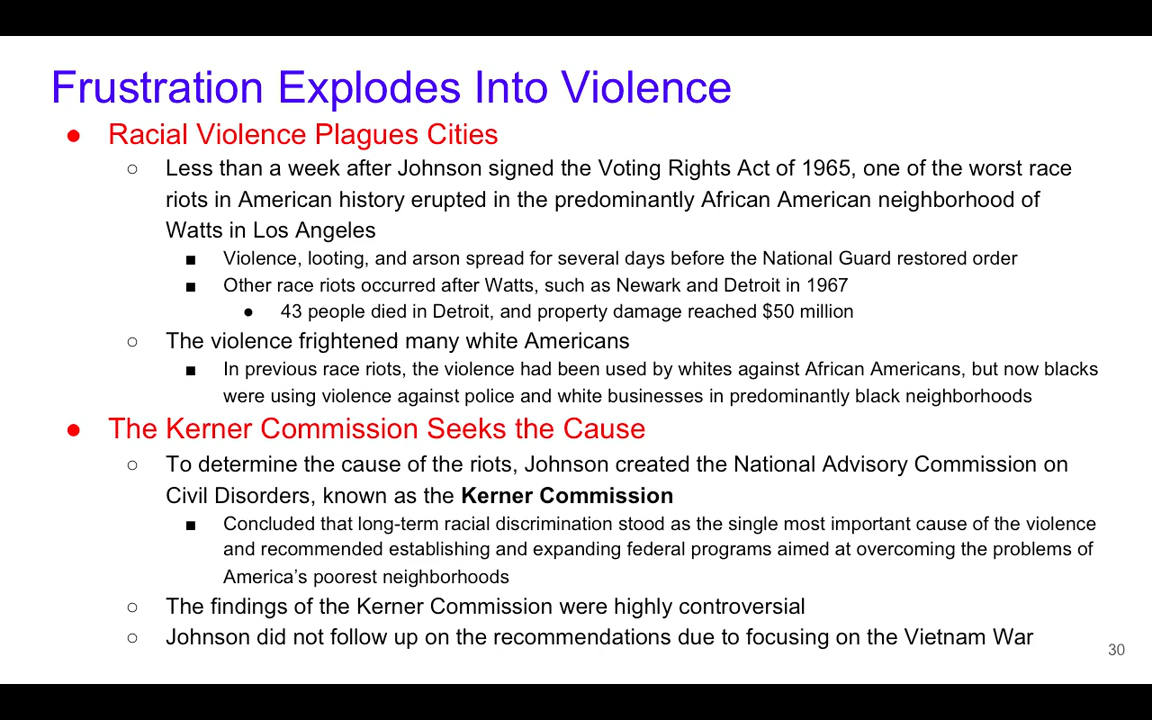 Frustration Explodes Into Violence
● Racial Violence Plagues Cities
○ Less than a week after Johnson signed the Voting Rights Act of 1965, one of the worst race
riots in American history erupted in the predominantly African American neighborhood of
Watts in Los Angeles
■ Violence, looting, and arson spread for several days before the National Guard restored order
■ Other race riots occurred after Watts, such as Newark and Detroit in 1967
● 43 people died in Detroit, and property damage reached $50 million
○ The violence frightened many white Americans
■ In previous race riots, the violence had been used by whites against African Americans, but now blacks
were using violence against police and white businesses in predominantly black neighborhoods
● The Kerner Commission Seeks the Cause
○ To determine the cause of the riots, Johnson created the National Advisory Commission on
Civil Disorders, known as the Kerner Commission
■ Concluded that long-term racial discrimination stood as the single most important cause of the violence
and recommended establishing and expanding federal programs aimed at overcoming the problems of
America's poorest neighborhoods
○ The findings of the Kerner Commission were highly controversial
○ Johnson did not follow up on the recommendations due to focusing on the Vietnam War
30